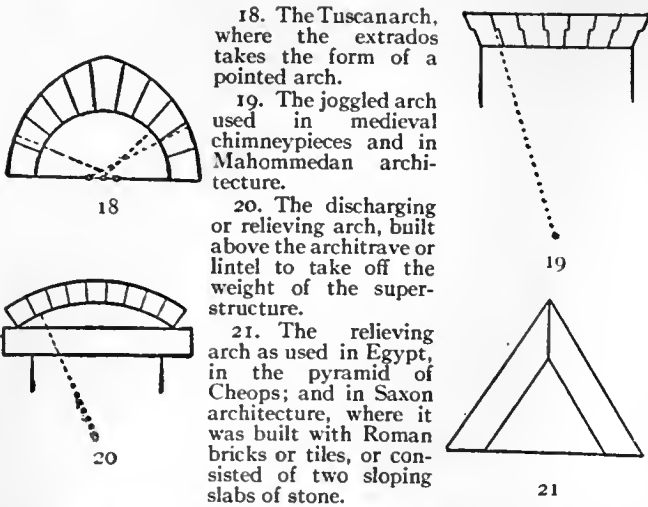 18. The Tuscan arch,
where the extrados
takes the form of a
pointed arch.
19. The joggled arch
used in medieval
chimneypieces and in
Mahommedan archi-
tecture.
20. The discharging
or relieving arch, built
above the architrave or
lintel to take off the
weight of the super-
structure.
21. The relieving
arch as used in Egypt,
in the pyramid of
Cheops; and in Saxon
architecture, where it
was built with Roman
bricks or tiles, or con-
sisted of two sloping
slabs of stone.
18
19
20
21